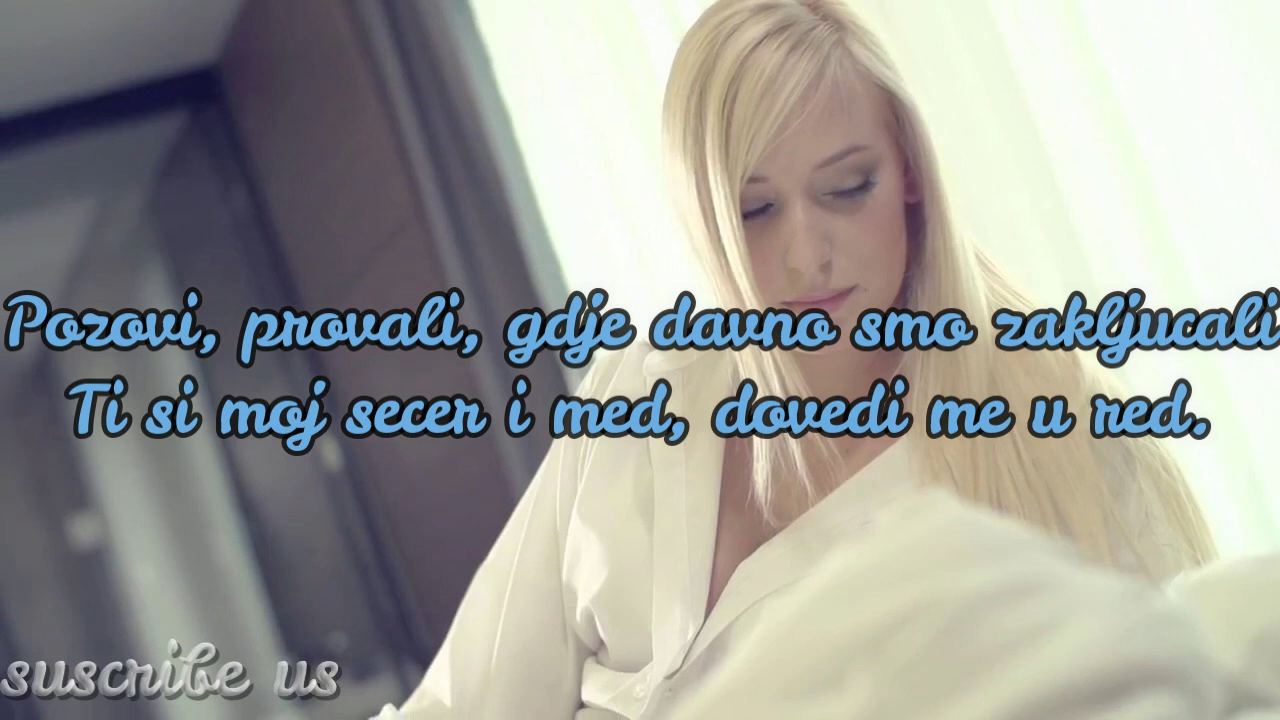 Pozovi, provali, gdje davno smo zakljucali
Ti si moj secer i med, dovedi me u red.
suscribe us